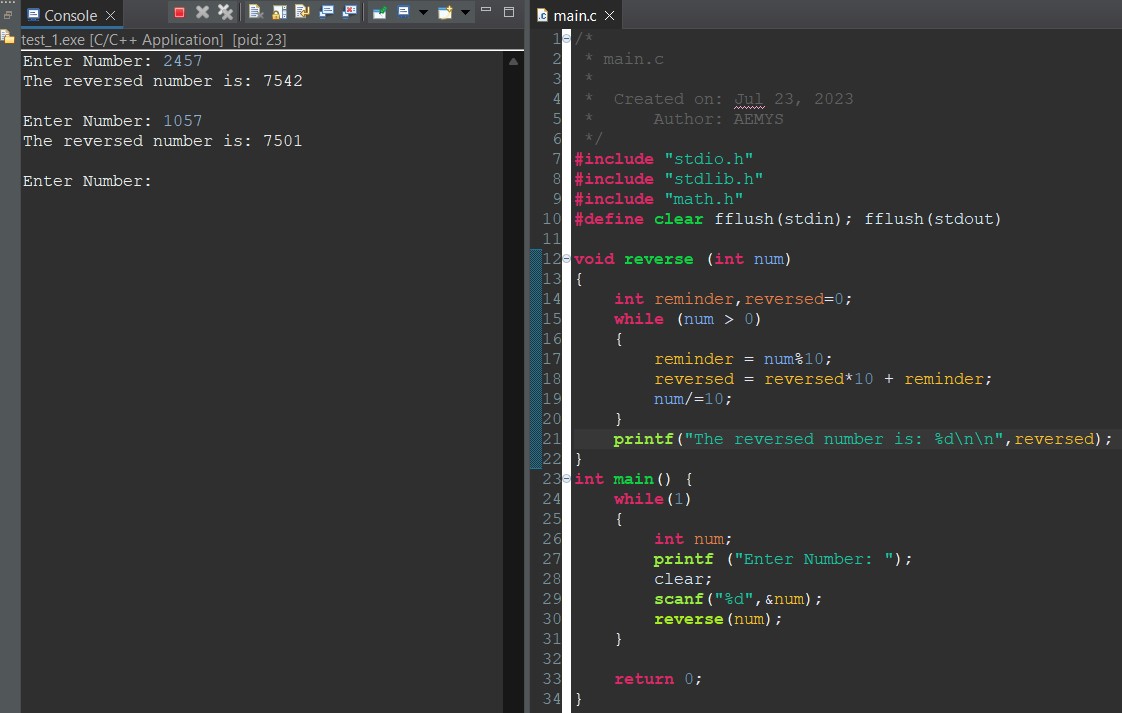 Console
test_1.exe [C/C++ Application] [pid: 23]
Enter Number: 2457
The reversed number is: 7542
Enter Number: 1057
The reversed number is: 7501
Enter Number:
main.c
1 /*
2  * main.c
3  *
4  *  Created on: Jul 23, 2023
5  *      Author: AEMYS
6  */
7 #include "stdio.h"
8 #include "stdlib.h"
9 #include "math.h"
10 #define clear fflush(stdin); fflush(stdout)
11
12 void reverse (int num)
13 {
14     int reminder,reversed=0;
15     while (num > 0)
16     {
17         reminder = num%10;
18         reversed = reversed*10 + reminder;
19         num/=10;
20     }
21     printf("The reversed number is: %d\n\n",reversed);
22 }
23 int main() {
24     while(1)
25     {
26         int num;
27         printf ("Enter Number: ");
28         clear;
29         scanf("%d",&num);
30         reverse(num);
31     }
32
33     return 0;
34 }